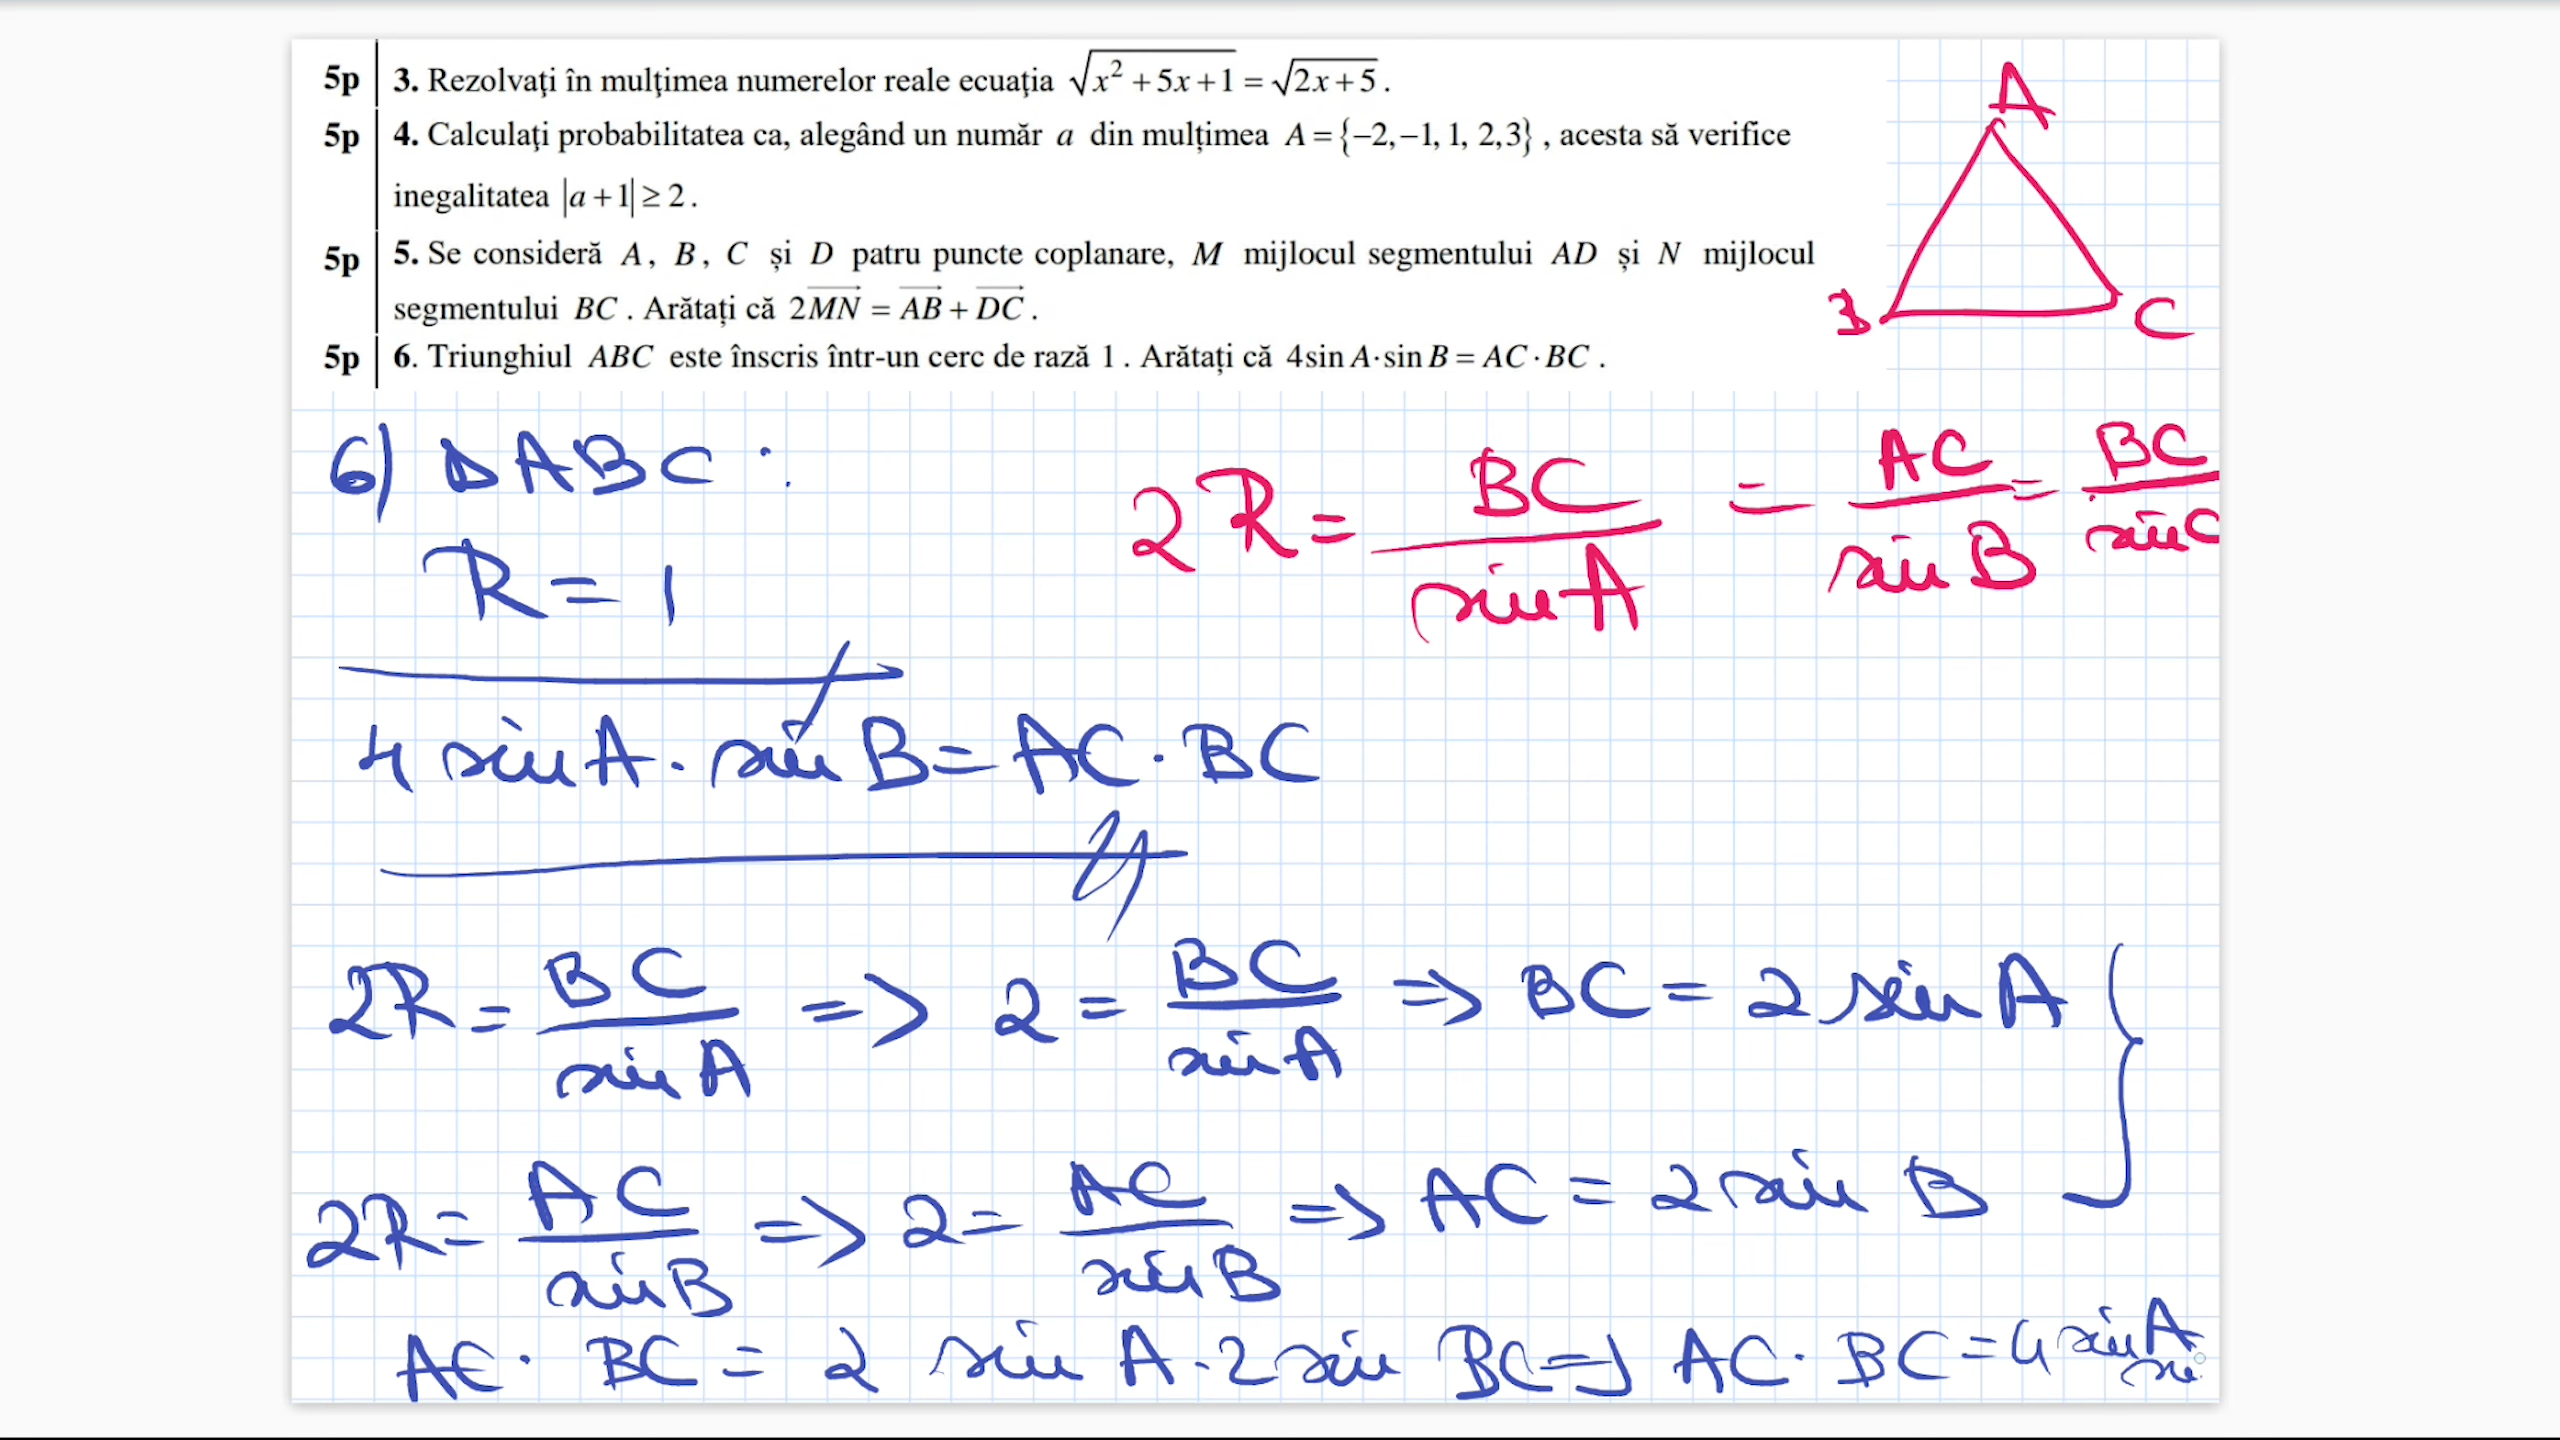 5p 3. Rezolvați în mulțimea numerelor reale ecuația √(x² + 5x + 1) = √(2x + 5) .
5p 4. Calculați probabilitatea ca, alegând un număr a din mulțimea A = {−2, −1, 1, 2, 3} , acesta să verifice
inegalitatea |a + 1| ≥ 2 .
5p 5. Se consideră A , B , C și D patru puncte coplanare, M mijlocul segmentului AD și N mijlocul
segmentului BC . Arătați că 2MN = AB + DC .
5p 6. Triunghiul ABC este înscris într-un cerc de rază 1 . Arătați că 4sin A · sin B = AC · BC .
A
B C
6) ΔABC :
R = 1
2R = BC / sin A = AC / sin B = BC / sin C
4 sin A · sin B = AC · BC
2R = BC / sin A => 2 = BC / sin A => BC = 2 sin A
2R = AC / sin B => 2 = AC / sin B => AC = 2 sin B
AC · BC = 2 sin A · 2 sin B => AC · BC = 4 sin A